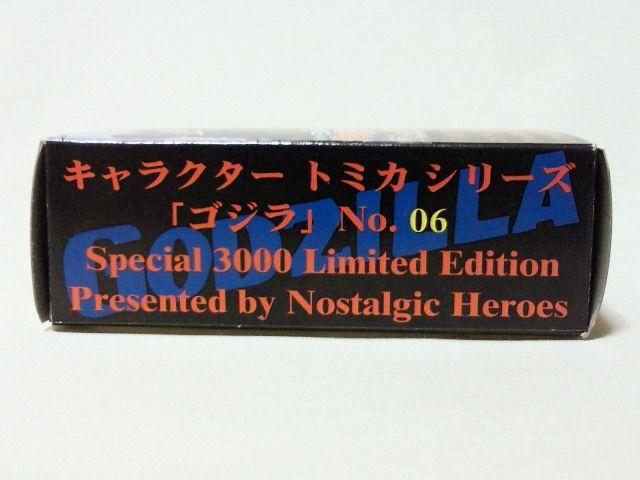 キャラクター トミカ シリーズ
「ゴジラ」No. 06
Special 3000 Limited Edition
Presented by Nostalgic Heroes
GODZILLA